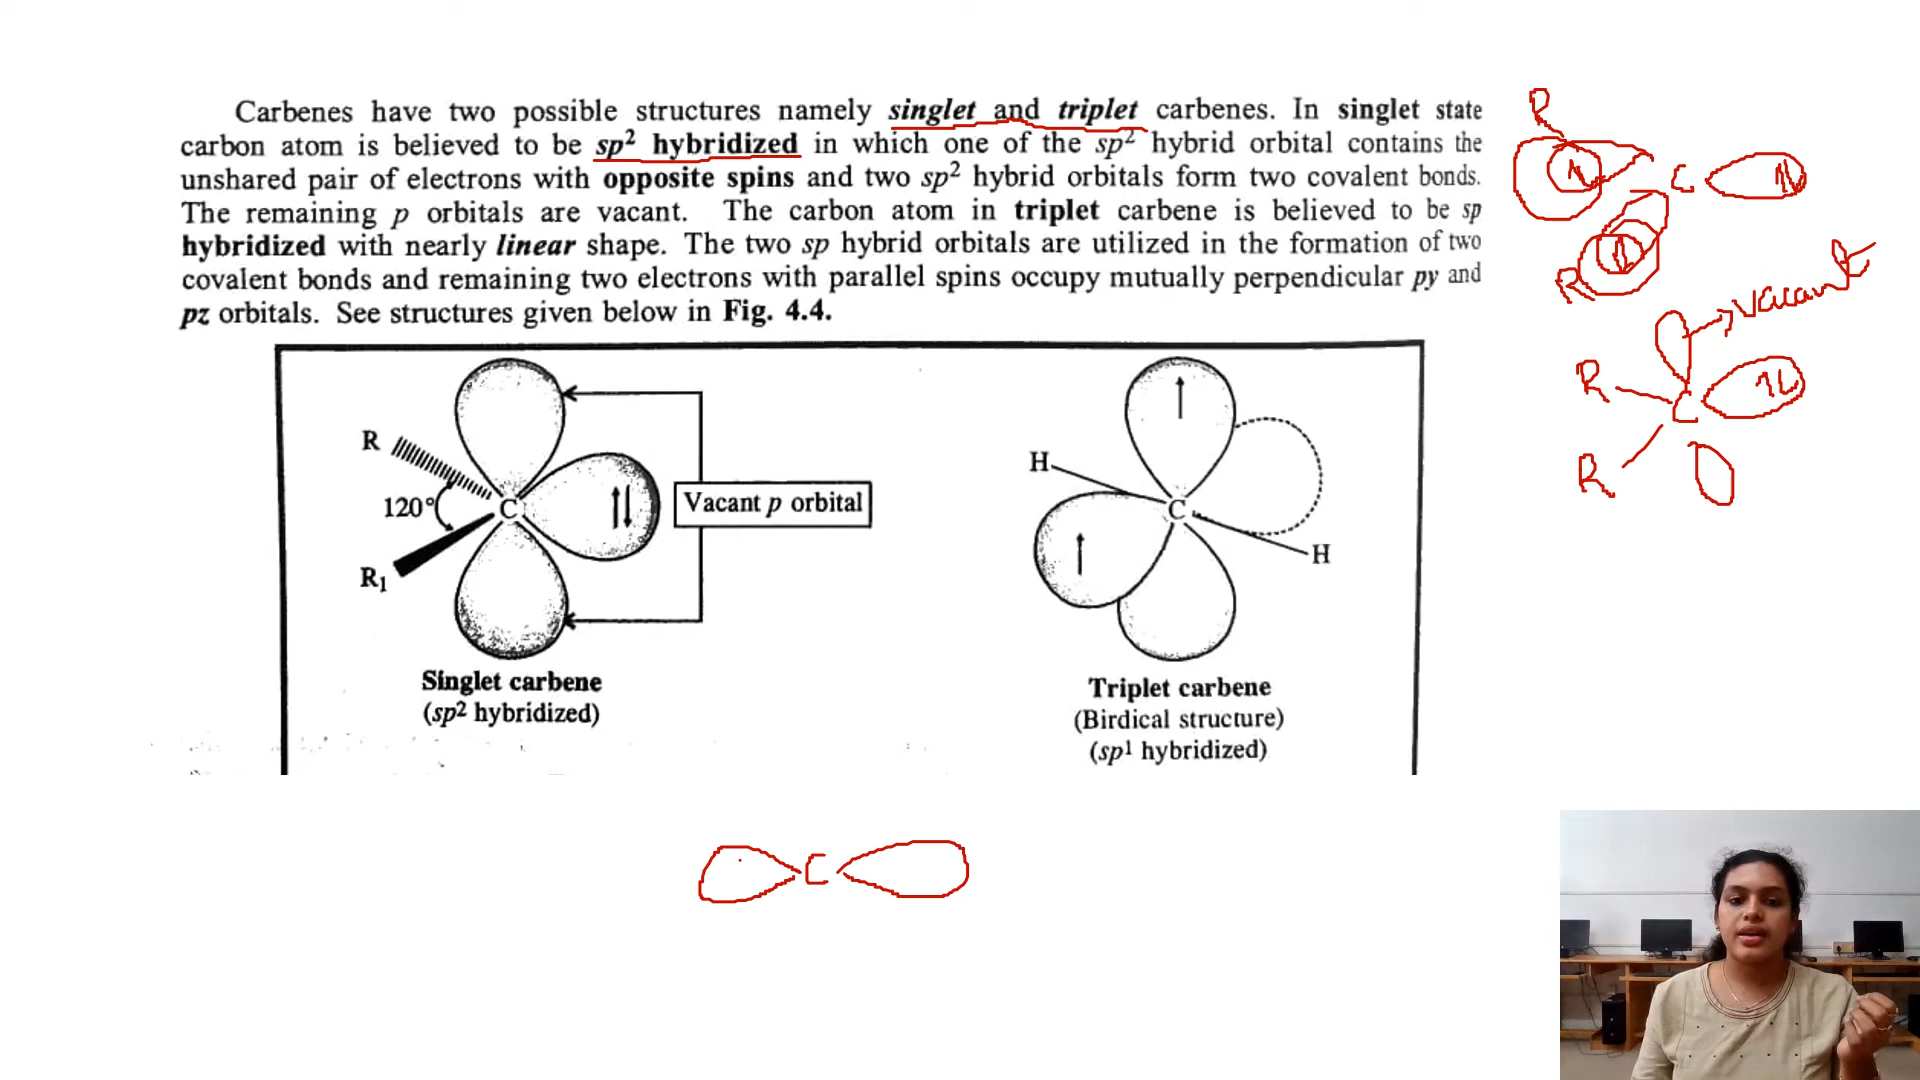 Carbenes have two possible structures namely singlet and triplet carbenes. In singlet state
carbon atom is believed to be sp² hybridized in which one of the sp² hybrid orbital contains the
unshared pair of electrons with opposite spins and two sp² hybrid orbitals form two covalent bonds.
The remaining p orbitals are vacant. The carbon atom in triplet carbene is believed to be sp
hybridized with nearly linear shape. The two sp hybrid orbitals are utilized in the formation of two
covalent bonds and remaining two electrons with parallel spins occupy mutually perpendicular py and
pz orbitals. See structures given below in Fig. 4.4.
R
120°
C
R₁
↑↓
Vacant p orbital
Singlet carbene
(sp2 hybridized)
↑
H
C
↑
H
Triplet carbene
(Birdical structure)
(sp¹ hybridized)
R
C
R
Vacant
R
C
R
C